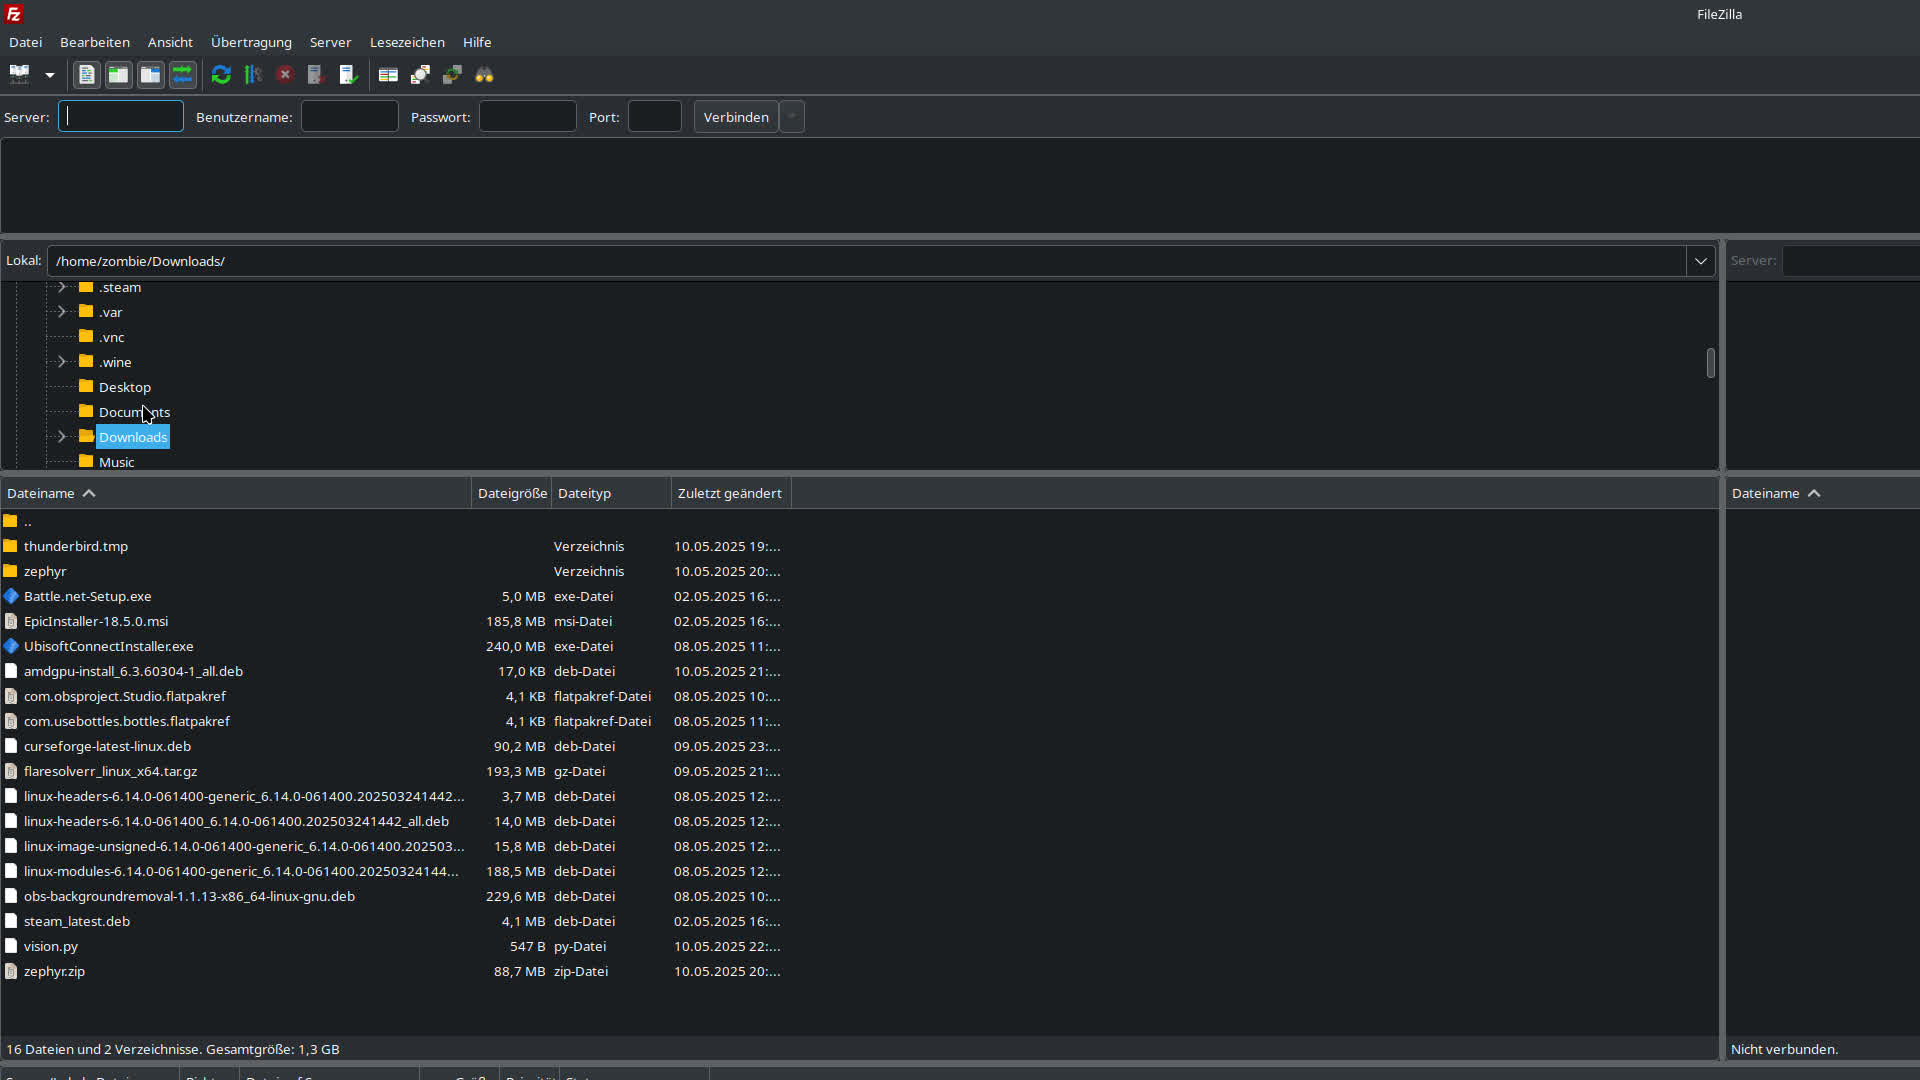 FileZilla
Datei Bearbeiten Ansicht Übertragung Server Lesezeichen Hilfe
Server: Benutzername: Passwort: Port: Verbinden
Lokal: /home/zombie/Downloads/
Server:
.steam
.var
.vnc
.wine
Desktop
Documents
Downloads
Music
Dateiname Dateigröße Dateityp Zuletzt geändert
Dateiname
..
thunderbird.tmp Verzeichnis 10.05.2025 19:...
zephyr Verzeichnis 10.05.2025 20:...
Battle.net-Setup.exe 5,0 MB exe-Datei 02.05.2025 16:...
EpicInstaller-18.5.0.msi 185,8 MB msi-Datei 02.05.2025 16:...
UbisoftConnectInstaller.exe 240,0 MB exe-Datei 08.05.2025 11:...
amdgpu-install_6.3.60304-1_all.deb 17,0 KB deb-Datei 10.05.2025 21:...
com.obsproject.Studio.flatpakref 4,1 KB flatpakref-Datei 08.05.2025 10:...
com.usebottles.bottles.flatpakref 4,1 KB flatpakref-Datei 08.05.2025 11:...
curseforge-latest-linux.deb 90,2 MB deb-Datei 09.05.2025 23:...
flaresolverr_linux_x64.tar.gz 193,3 MB gz-Datei 09.05.2025 21:...
linux-headers-6.14.0-061400-generic_6.14.0-061400.202503241442... 3,7 MB deb-Datei 08.05.2025 12:...
linux-headers-6.14.0-061400_6.14.0-061400.202503241442_all.deb 14,0 MB deb-Datei 08.05.2025 12:...
linux-image-unsigned-6.14.0-061400-generic_6.14.0-061400.202503... 15,8 MB deb-Datei 08.05.2025 12:...
linux-modules-6.14.0-061400-generic_6.14.0-061400.20250324144... 188,5 MB deb-Datei 08.05.2025 12:...
obs-backgroundremoval-1.1.13-x86_64-linux-gnu.deb 229,6 MB deb-Datei 08.05.2025 10:...
steam_latest.deb 4,1 MB deb-Datei 02.05.2025 16:...
vision.py 547 B py-Datei 10.05.2025 22:...
zephyr.zip 88,7 MB zip-Datei 10.05.2025 20:...
16 Dateien und 2 Verzeichnisse. Gesamtgröße: 1,3 GB
Nicht verbunden.